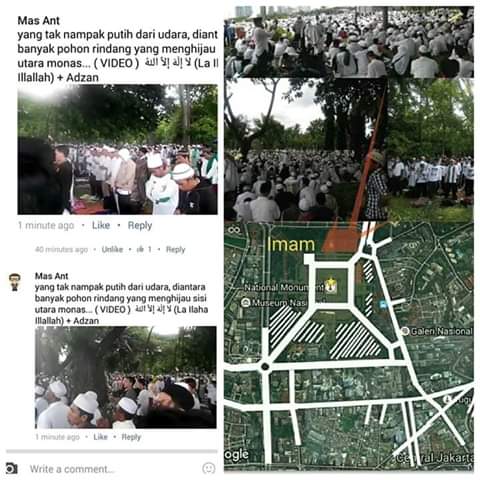 Mas Ant
yang tak nampak putih dari udara, diant
banyak pohon rindang yang menghijau
utara monas... ( VIDEO ) لا إله إلا الله (La Il
Illallah) + Adzan
1 minute ago • Like • Reply
40 minutes ago • Unlike • 1 • Reply
Mas Ant
yang tak nampak putih dari udara, diantara
banyak pohon rindang yang menghijau sisi
utara monas... ( VIDEO ) لا إله إلا الله (La Ilaha
Illallah) + Adzan
1 minute ago • Like • Reply
Write a comment...
Imam
National Monument
Museum Nasi
Galeri Nasional
Tugu
ogle
Central Jakarta